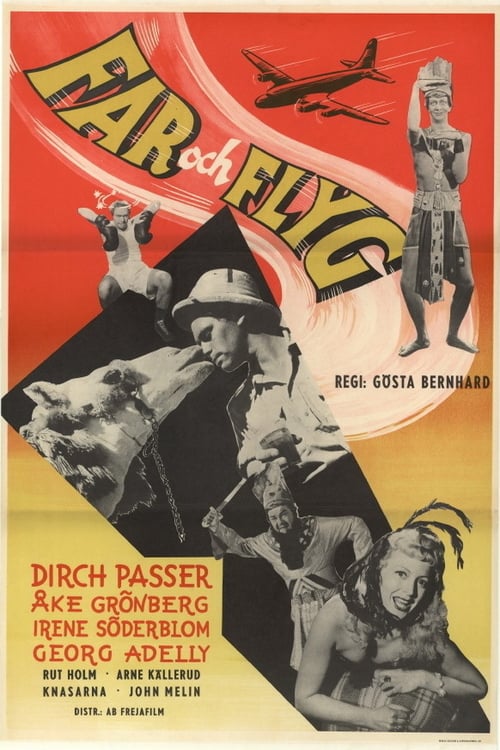 FAR och FLYG
REGI: GÖSTA BERNHARD
DIRCH PASSER
ÅKE GRÖNBERG
IRENE SÖDERBLOM
GEORG ADELLY
RUT HOLM · ARNE KÄLLERUD
KNASARNA · JOHN MELIN
DISTR.: AB FREJAFILM